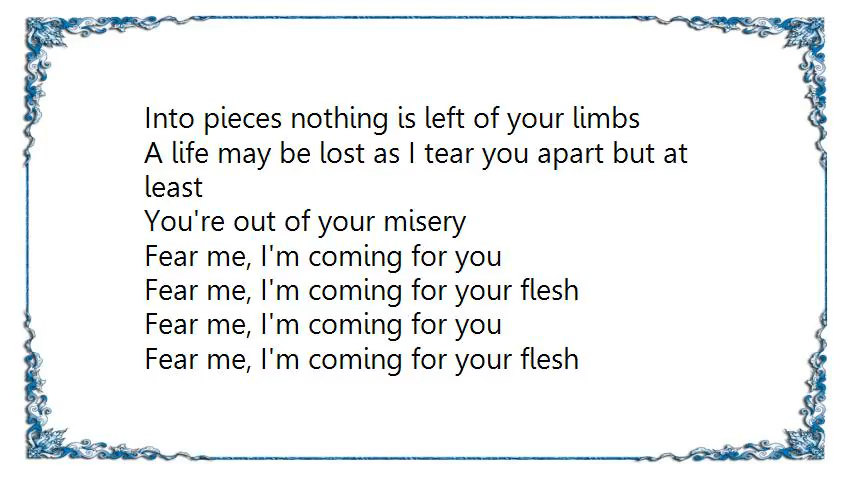 Into pieces nothing is left of your limbs
A life may be lost as I tear you apart but at
least
You're out of your misery
Fear me, I'm coming for you
Fear me, I'm coming for your flesh
Fear me, I'm coming for you
Fear me, I'm coming for your flesh